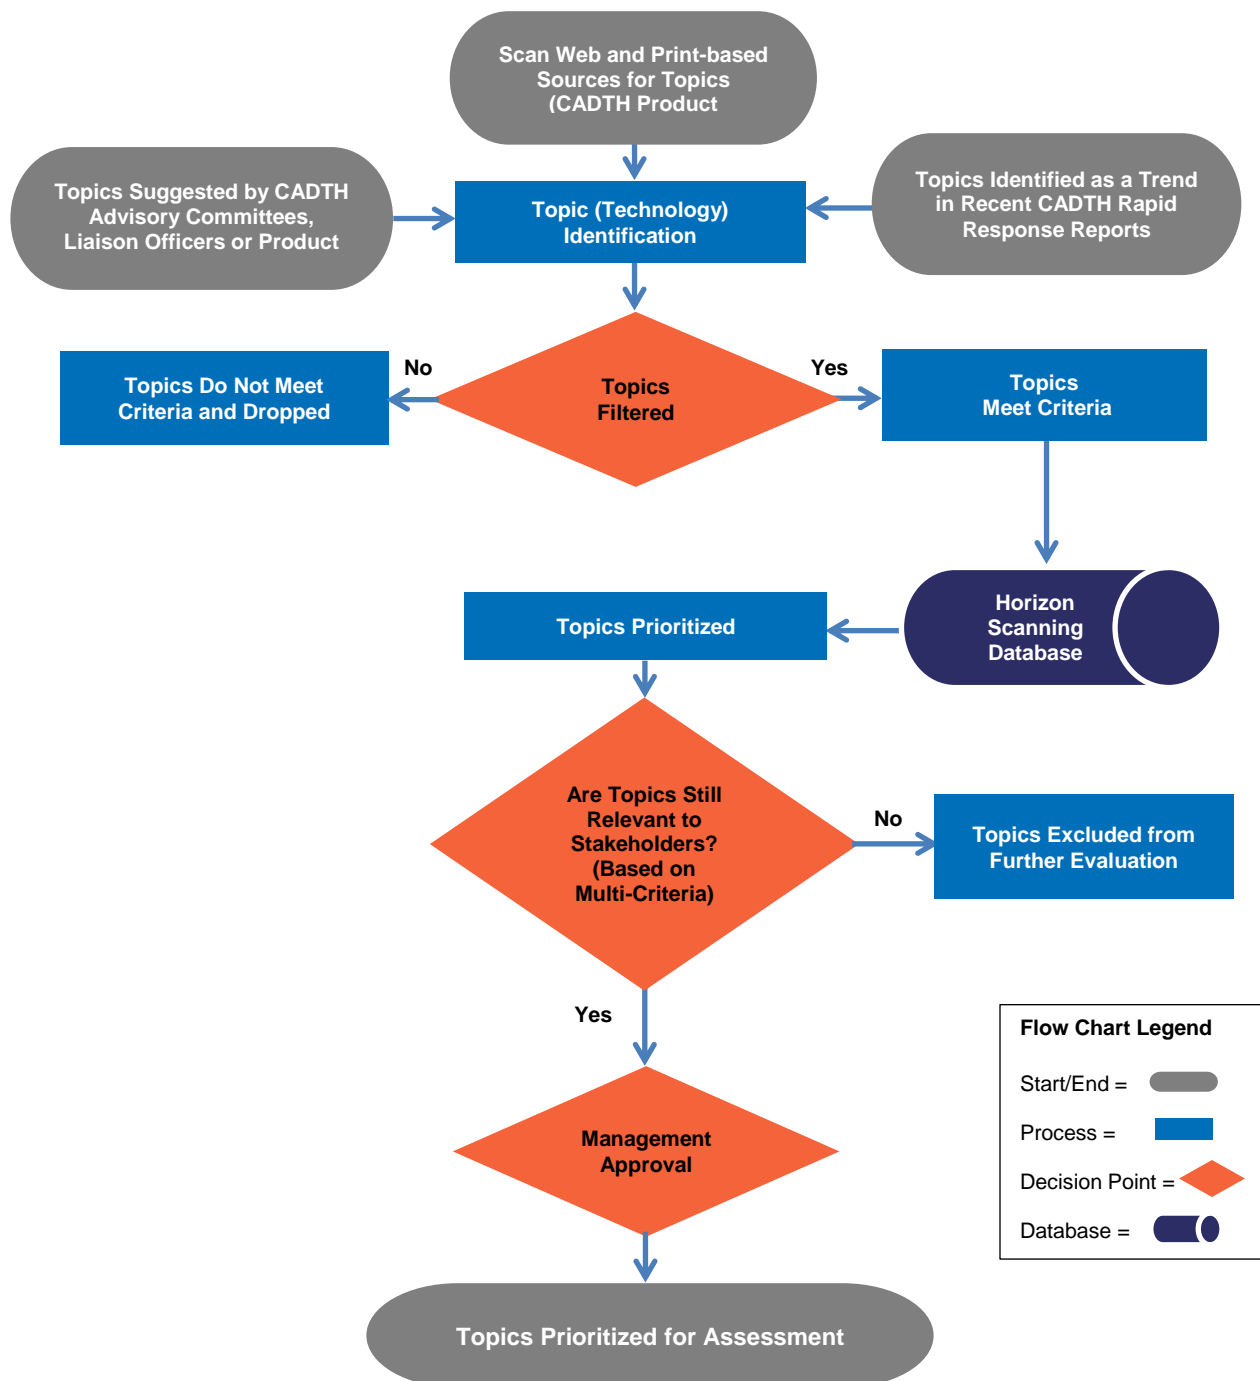 Scan Web and Print-based
Sources for Topics
(CADTH Product
Topics Suggested by CADTH
Advisory Committees,
Liaison Officers or Product
Topic (Technology)
Identification
Topics Identified as a Trend
in Recent CADTH Rapid
Response Reports
No
Yes
Topics Do Not Meet
Criteria and Dropped
Topics
Filtered
Topics
Meet Criteria
Horizon
Scanning
Database
Topics Prioritized
Are Topics Still
Relevant to
Stakeholders?
(Based on
Multi-Criteria)
No
Topics Excluded from
Further Evaluation
Yes
Management
Approval
Topics Prioritized for Assessment
Flow Chart Legend
Start/End =
Process =
Decision Point =
Database =